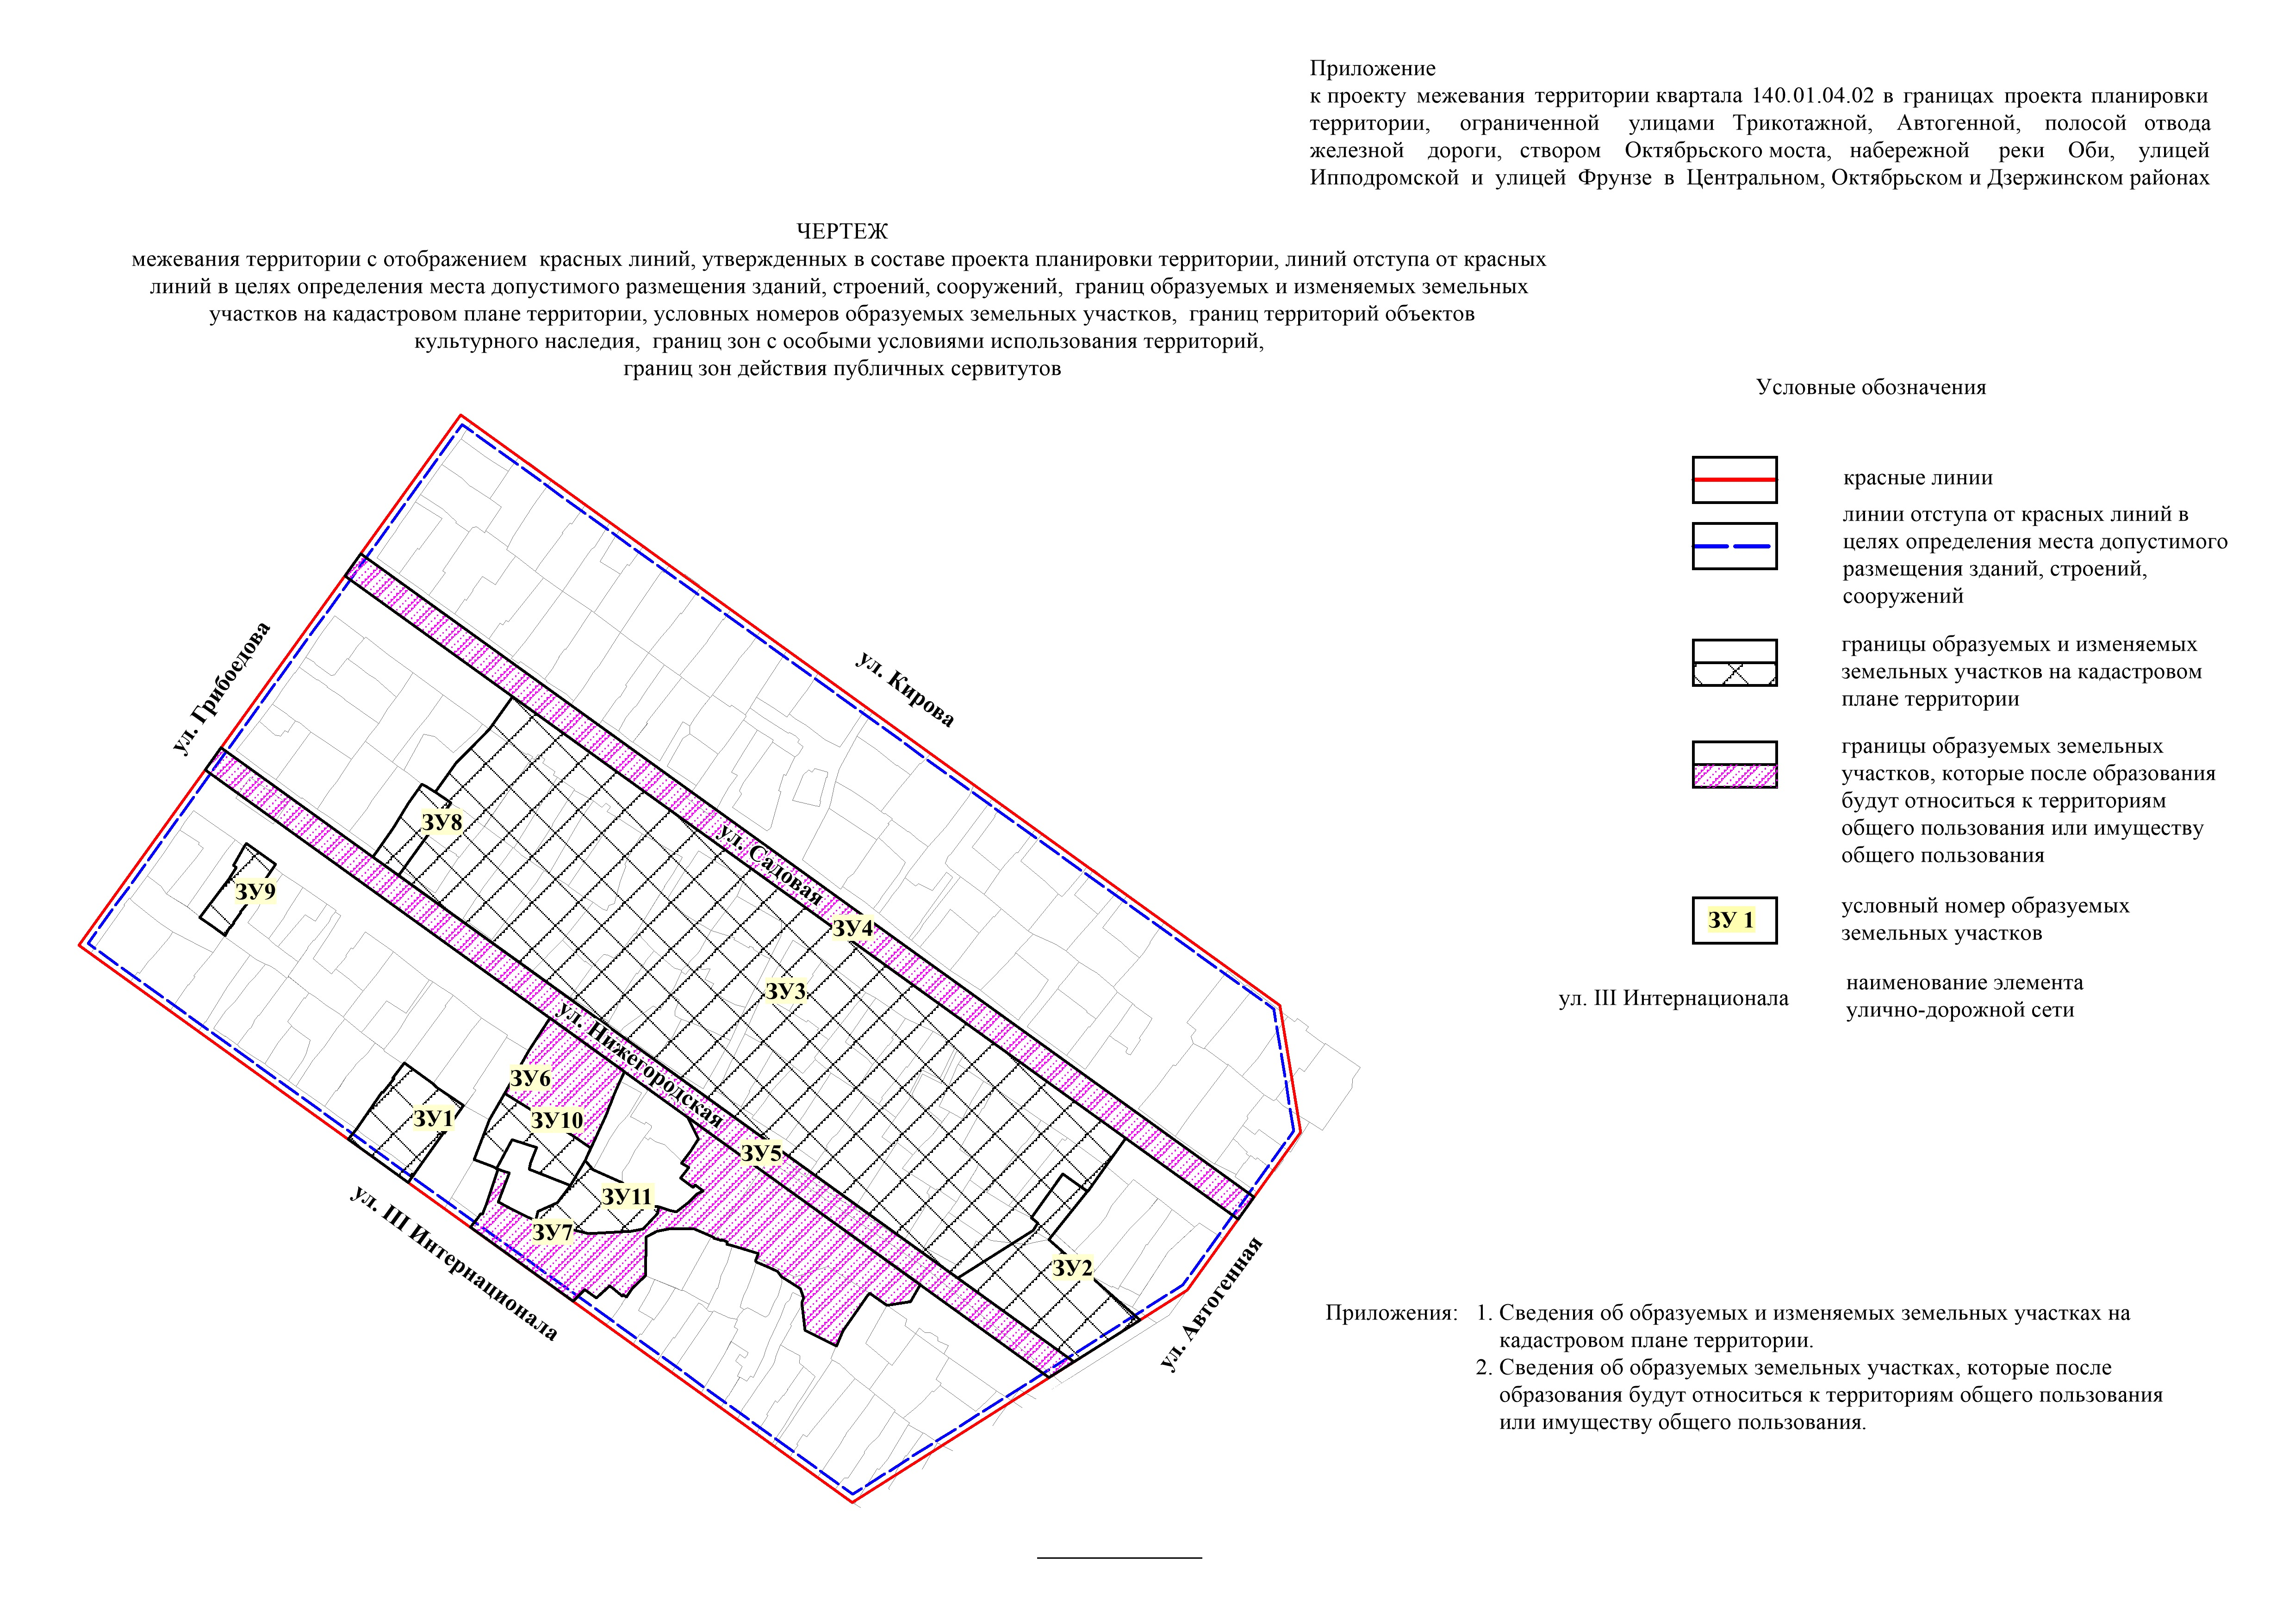 Приложение
к проекту межевания территории квартала 140.01.04.02 в границах проекта планировки
территории, ограниченной улицами Трикотажной, Автогенной, полосой отвода
железной дороги, створом Октябрьского моста, набережной реки Оби, улицей
Ипподромской и улицей Фрунзе в Центральном, Октябрьском и Дзержинском районах
ЧЕРТЕЖ
межевания территории с отображением красных линий, утвержденных в составе проекта планировки территории, линий отступа от красных
линий в целях определения места допустимого размещения зданий, строений, сооружений, границ образуемых и изменяемых земельных
участков на кадастровом плане территории, условных номеров образуемых земельных участков, границ территорий объектов
культурного наследия, границ зон с особыми условиями использования территорий,
границ зон действия публичных сервитутов
Условные обозначения
красные линии
линии отступа от красных линий в
целях определения места допустимого
размещения зданий, строений,
сооружений
границы образуемых и изменяемых
земельных участков на кадастровом
плане территории
границы образуемых земельных
участков, которые после образования
будут относиться к территориям
общего пользования или имуществу
общего пользования
ЗУ 1
условный номер образуемых
земельных участков
ул. III Интернационала
наименование элемента
улично-дорожной сети
ул. Грибоедова
ул. Кирова
ЗУ8
ул. Садовая
ЗУ9
ЗУ4
ЗУ3
ул. Нижегородская
ЗУ6
ЗУ1
ЗУ10
ЗУ5
ЗУ11
ЗУ7
ЗУ2
ул. III Интернационала
ул. Автогенная
Приложения: 1. Сведения об образуемых и изменяемых земельных участках на
кадастровом плане территории.
2. Сведения об образуемых земельных участках, которые после
образования будут относиться к территориям общего пользования
или имуществу общего пользования.